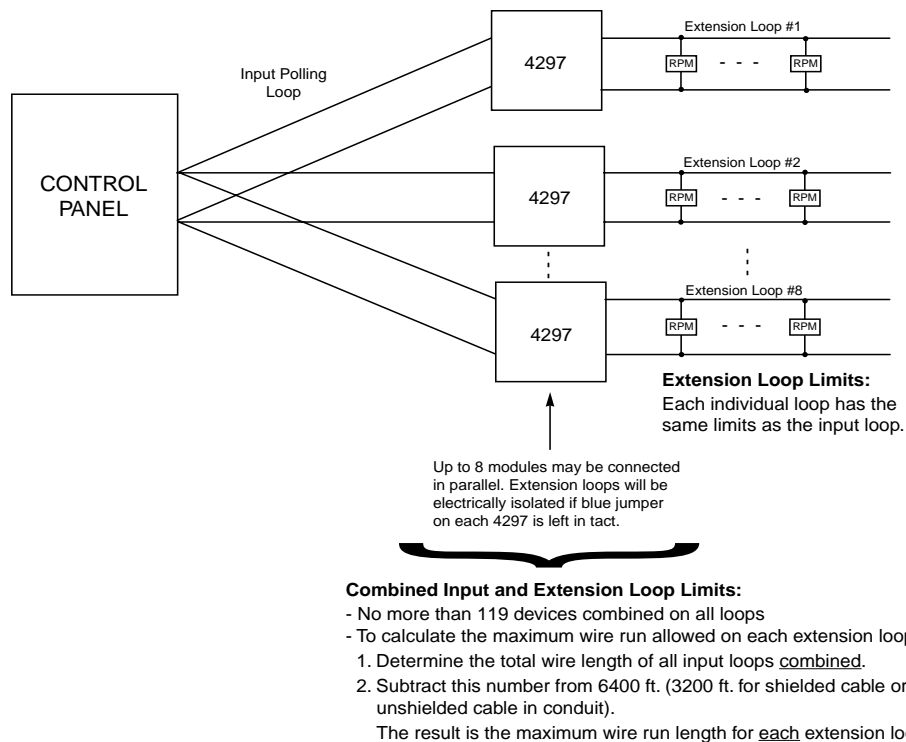 Extension Loop #1
4297
RPM - - - RPM
Input Polling
Loop
CONTROL
PANEL
Extension Loop #2
4297
RPM - - - RPM
Extension Loop #8
4297
RPM - - - RPM
Extension Loop Limits:
Each individual loop has the
same limits as the input loop.
Up to 8 modules may be connected
in parallel. Extension loops will be
electrically isolated if blue jumper
on each 4297 is left in tact.
Combined Input and Extension Loop Limits:
- No more than 119 devices combined on all loops
- To calculate the maximum wire run allowed on each extension loop
1. Determine the total wire length of all input loops combined.
2. Subtract this number from 6400 ft. (3200 ft. for shielded cable or
unshielded cable in conduit).
The result is the maximum wire run length for each extension loo